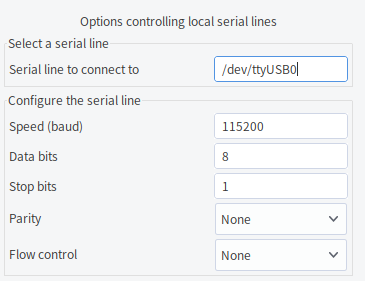 Options controlling local serial lines
Select a serial line
Serial line to connect to /dev/ttyUSB0
Configure the serial line
Speed (baud) 115200
Data bits 8
Stop bits 1
Parity None
Flow control None